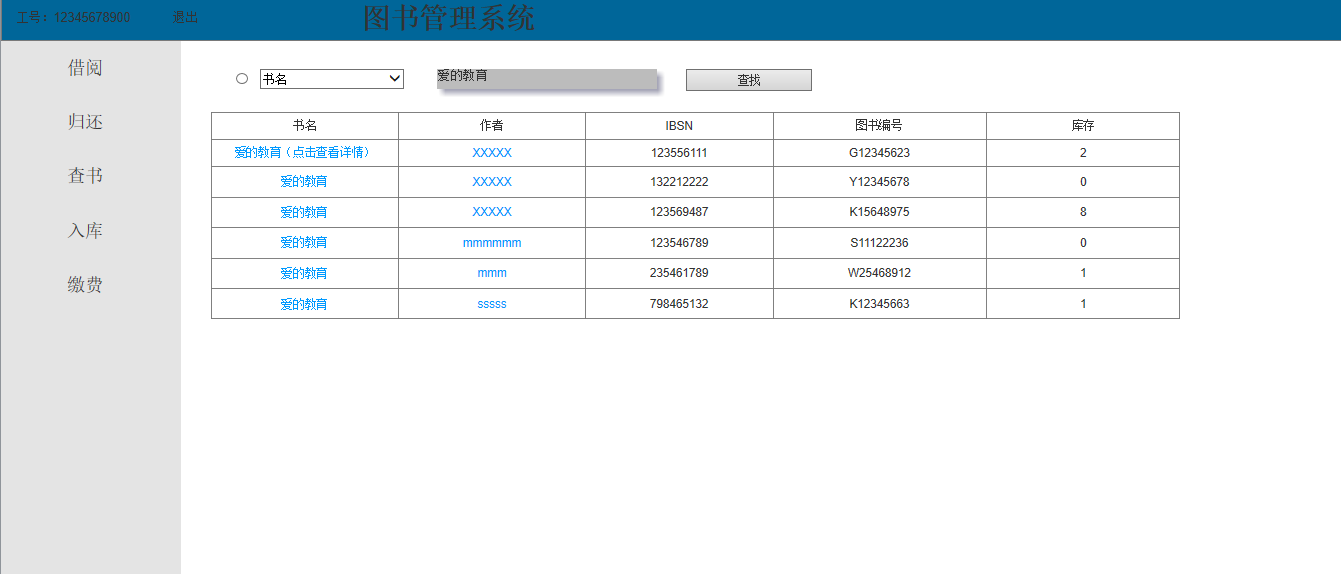 工号：12345678900 退出 图书管理系统
借阅
归还
查书
入库
缴费
书名 爱的教育 查找
书名 作者 IBSN 图书编号 库存
爱的教育（点击查看详情） XXXXX 123556111 G12345623 2
爱的教育 XXXXX 132212222 Y12345678 0
爱的教育 XXXXX 123569487 K15648975 8
爱的教育 mmmmmm 123546789 S11122236 0
爱的教育 mmm 235461789 W25468912 1
爱的教育 sssss 798465132 K12345663 1